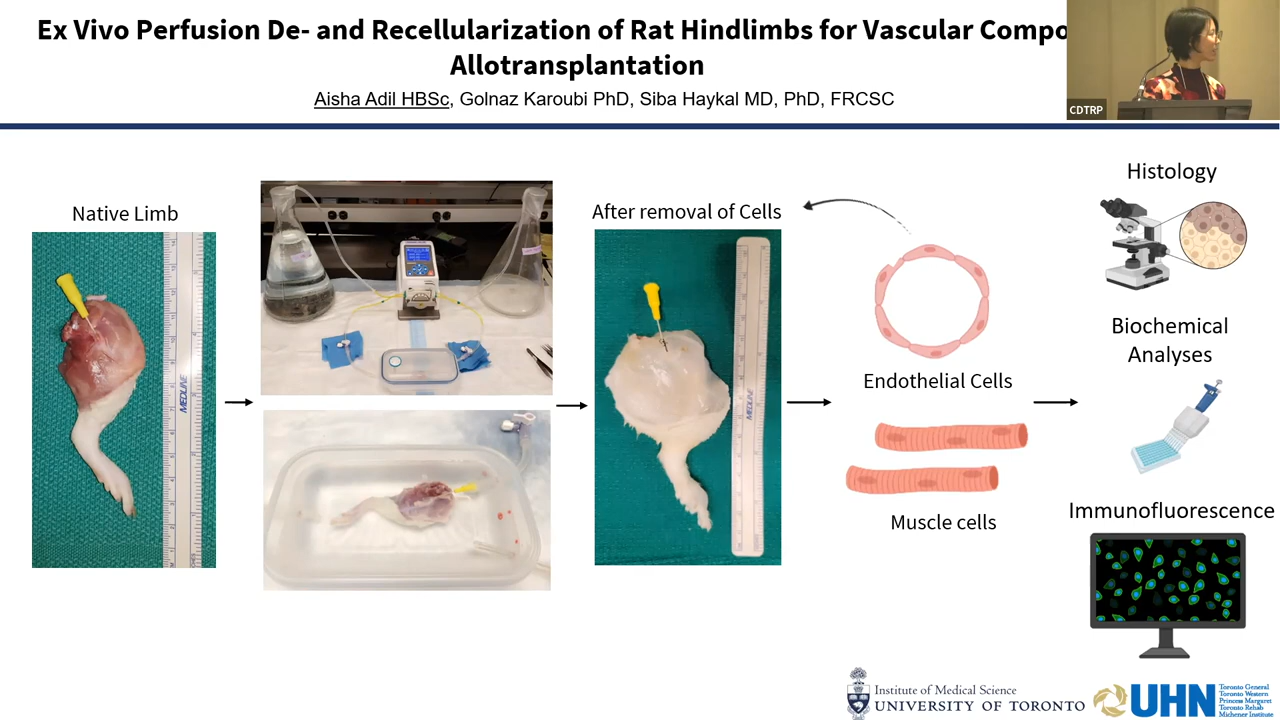 Ex Vivo Perfusion De- and Recellularization of Rat Hindlimbs for Vascular Compo
Allotransplantation
Aisha Adil HBSc, Golnaz Karoubi PhD, Siba Haykal MD, PhD, FRCSC
CDTRP
Native Limb
After removal of Cells
MEDLINE
MEDLINE
Endothelial Cells
Muscle cells
Histology
Biochemical
Analyses
Immunofluorescence
Institute of Medical Science
UNIVERSITY OF TORONTO
UHN
Toronto General
Toronto Western
Princess Margaret
Toronto Rehab
Michener Institute